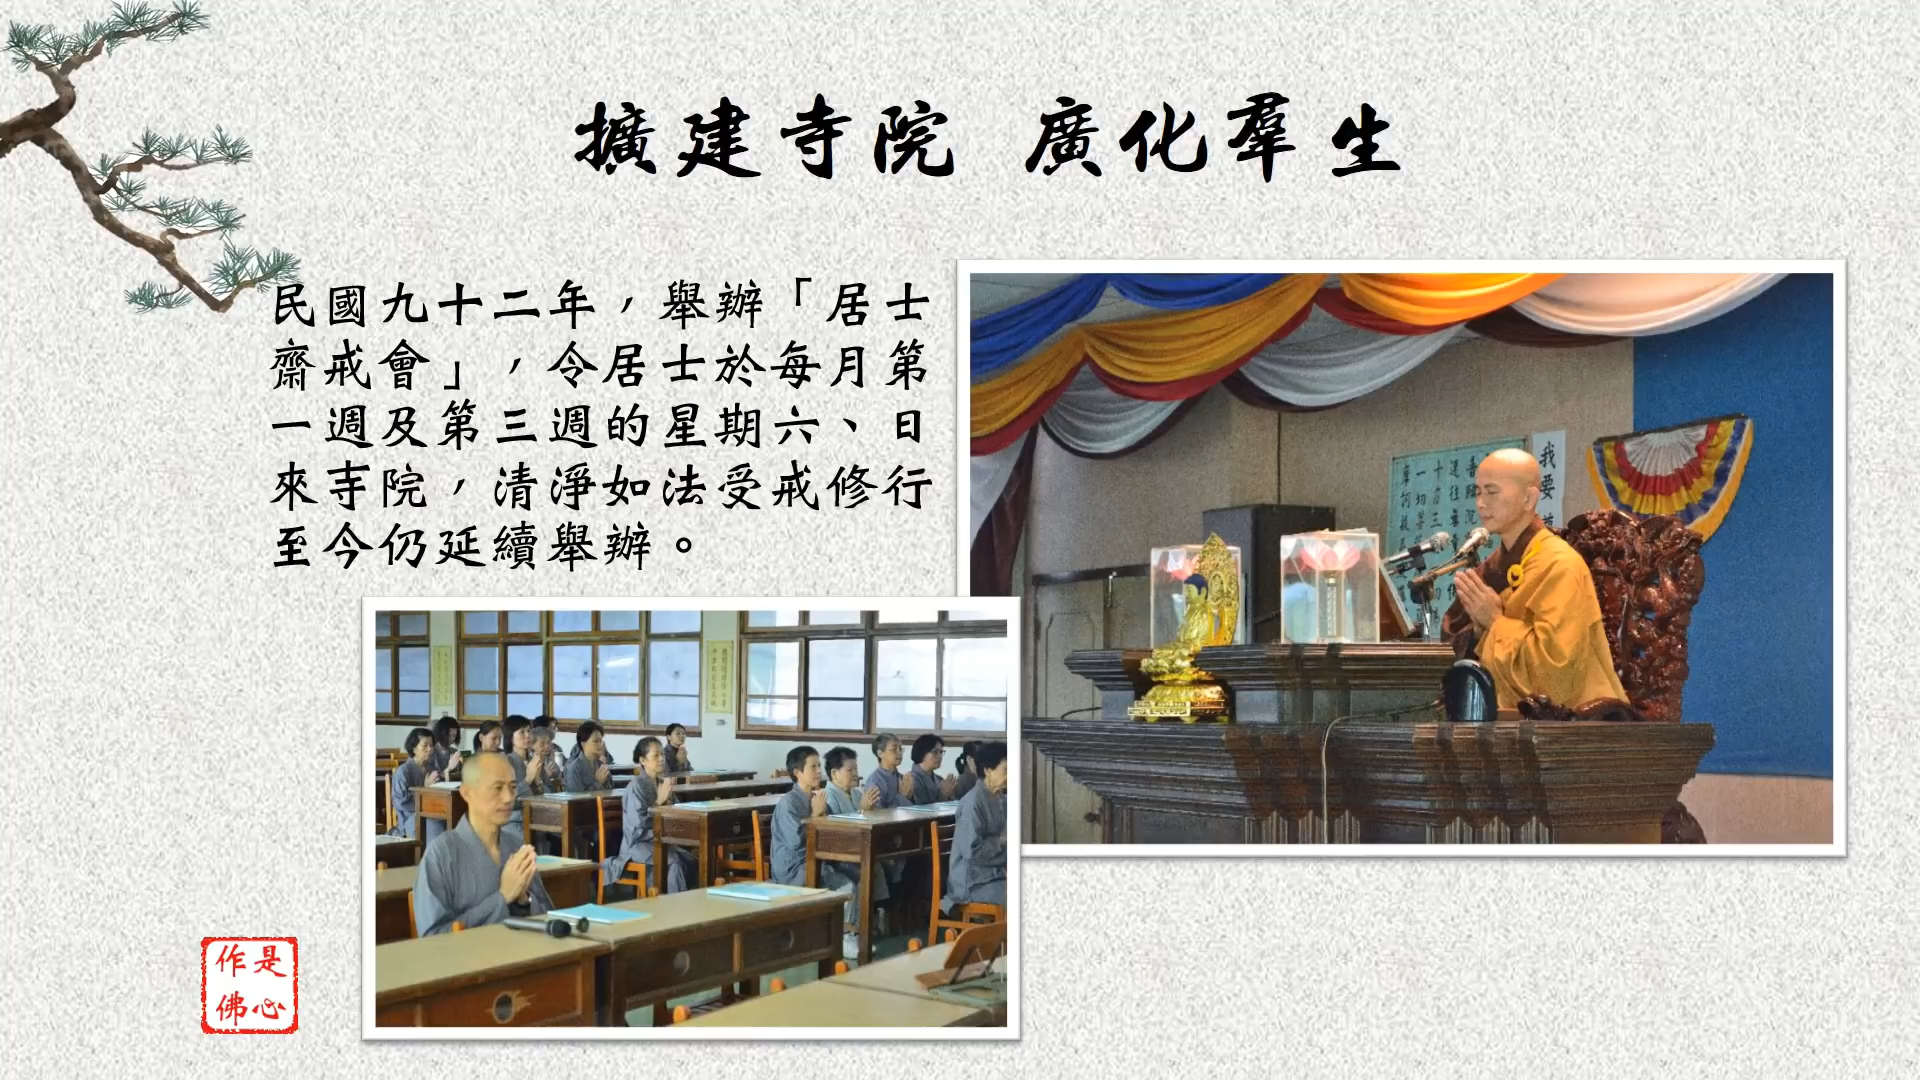 擴建寺院 廣化羣生
民國九十二年，舉辦「居士
齋戒會」，令居士於每月第
一週及第三週的星期六、日
來寺院，清淨如法受戒修行
至今仍延續舉辦。
我要
是心
作佛